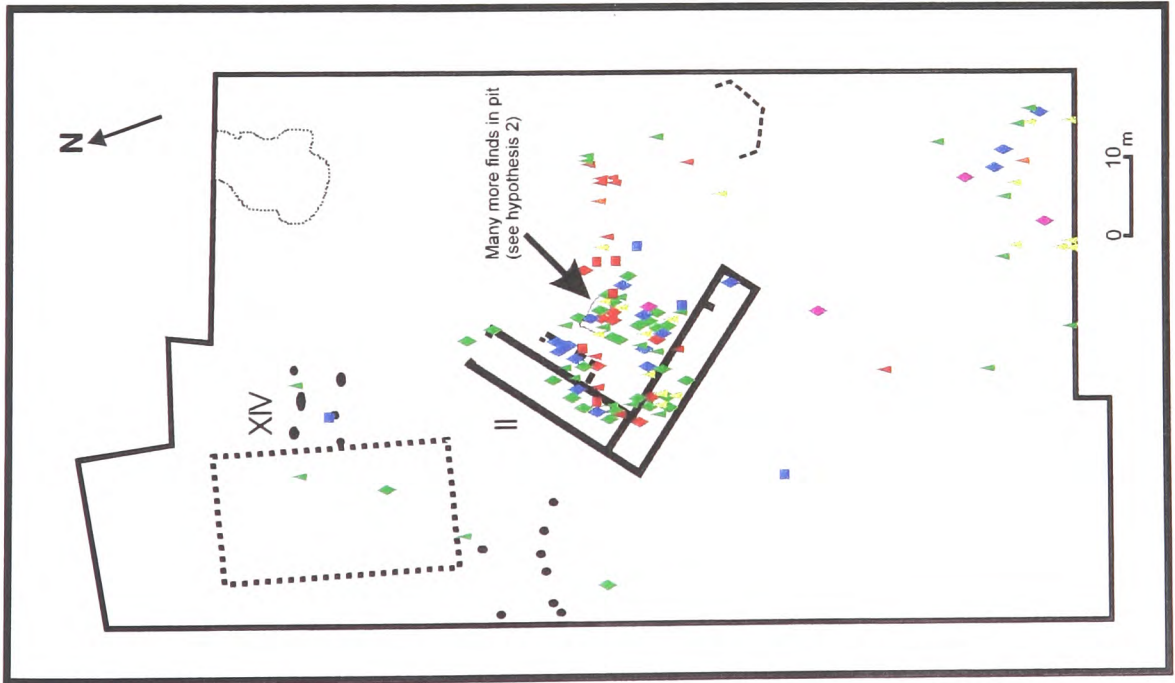 N
Many more finds in pit
(see hypothesis 2)
XIV
II
0 10 m